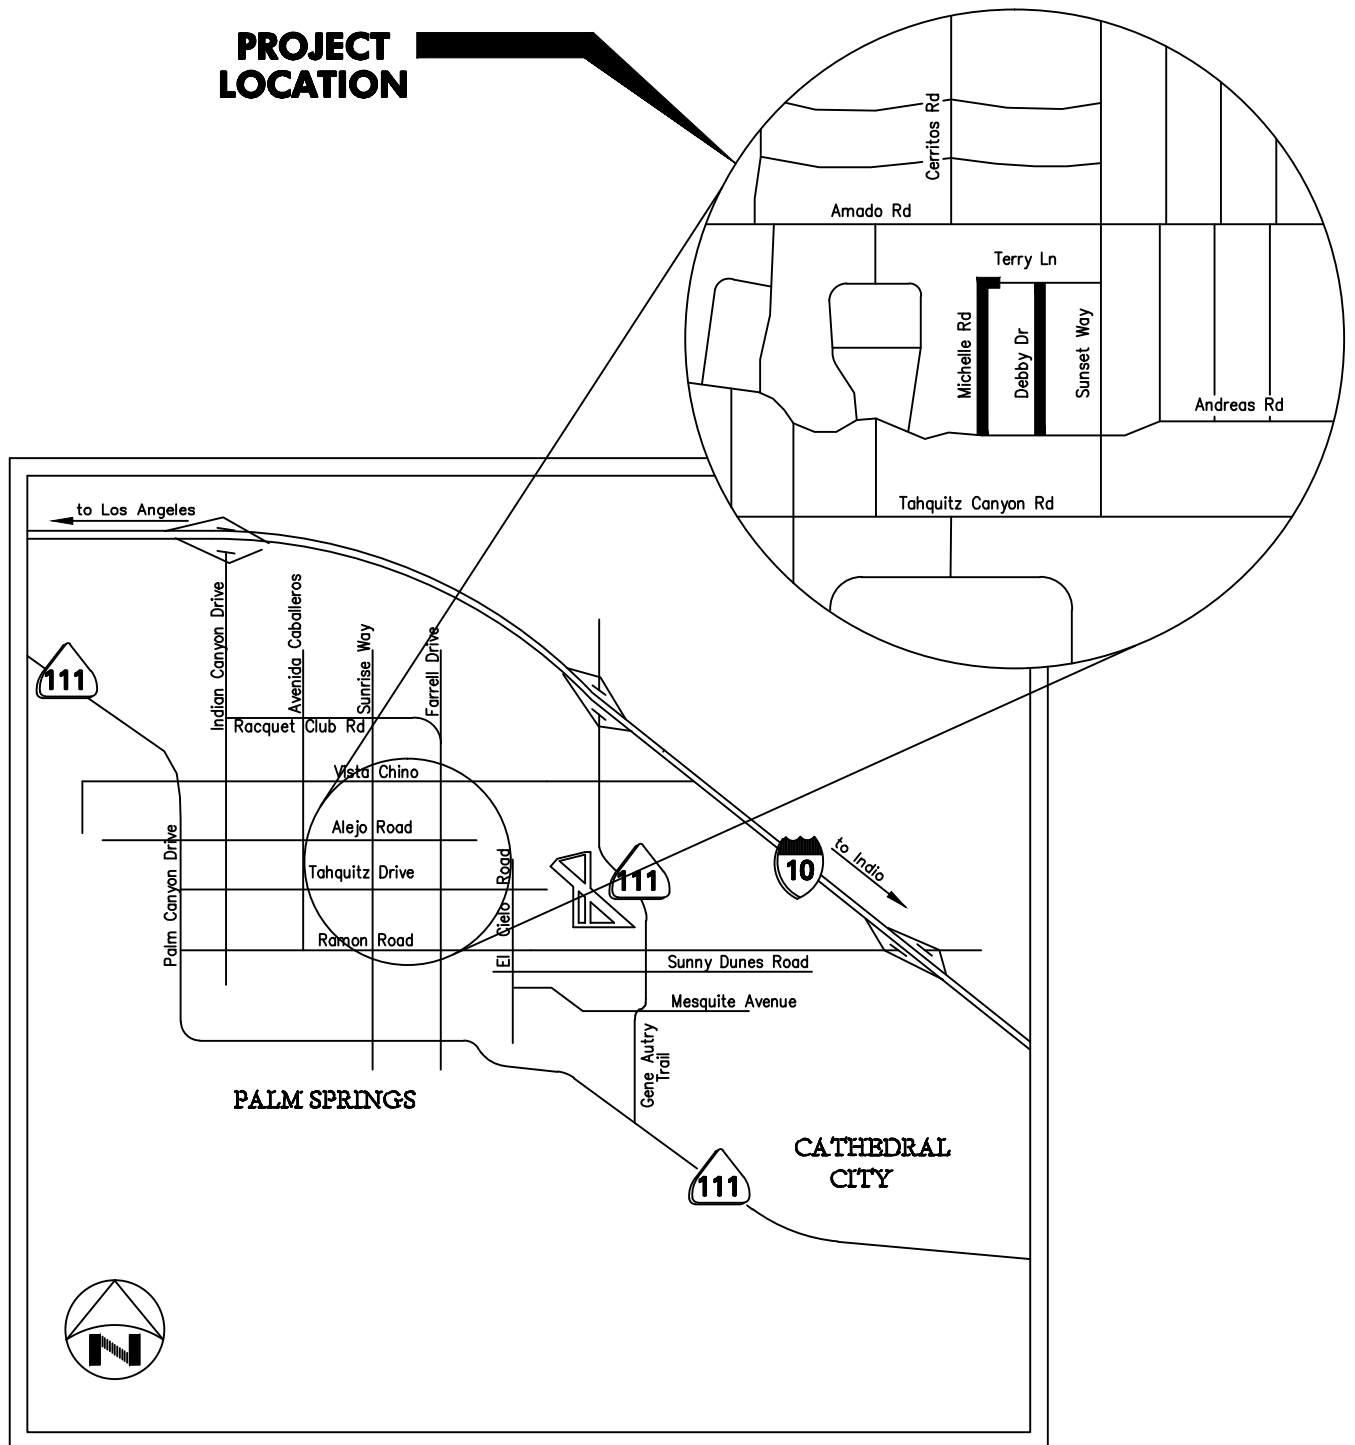 PROJECT
LOCATION
Cerritos Rd
Amado Rd
Terry Ln
Michelle Rd
Debby Dr
Sunset Way
Andreas Rd
Tahquitz Canyon Rd
to Los Angeles
Indian Canyon Drive
Avenida Caballeros
Sunrise Way
Farrell Drive
111
Racquet Club Rd
Vista Chino
Alejo Road
Tahquitz Drive
Palm Canyon Drive
El Cielo Road
111
10
to Indio
Ramon Road
Sunny Dunes Road
Mesquite Avenue
Gene Autry
Trail
PALM SPRINGS
CATHEDRAL
CITY
111
N